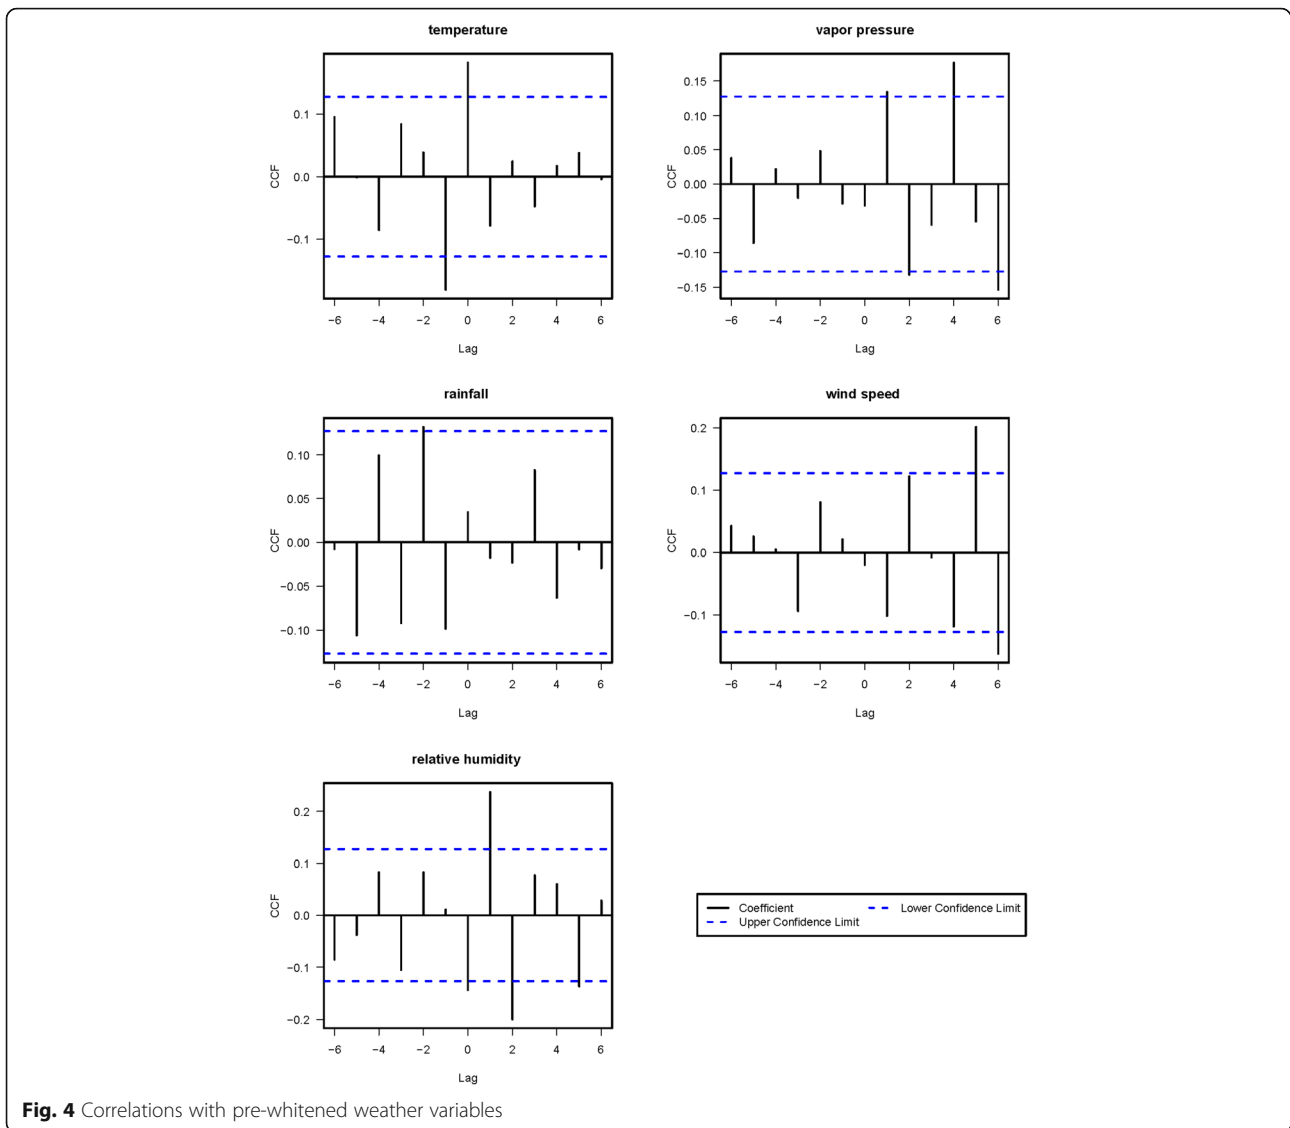 temperature
0.1
0.0
−0.1
CCF
−6 −4 −2 0 2 4 6
Lag
vapor pressure
0.15
0.10
0.05
0.00
−0.05
−0.10
−0.15
CCF
−6 −4 −2 0 2 4 6
Lag
rainfall
0.10
0.05
0.00
−0.05
−0.10
CCF
−6 −4 −2 0 2 4 6
Lag
wind speed
0.2
0.1
0.0
−0.1
CCF
−6 −4 −2 0 2 4 6
Lag
relative humidity
0.2
0.1
0.0
−0.1
−0.2
CCF
−6 −4 −2 0 2 4 6
Lag
Coefficient Lower Confidence Limit
Upper Confidence Limit
Fig. 4 Correlations with pre-whitened weather variables